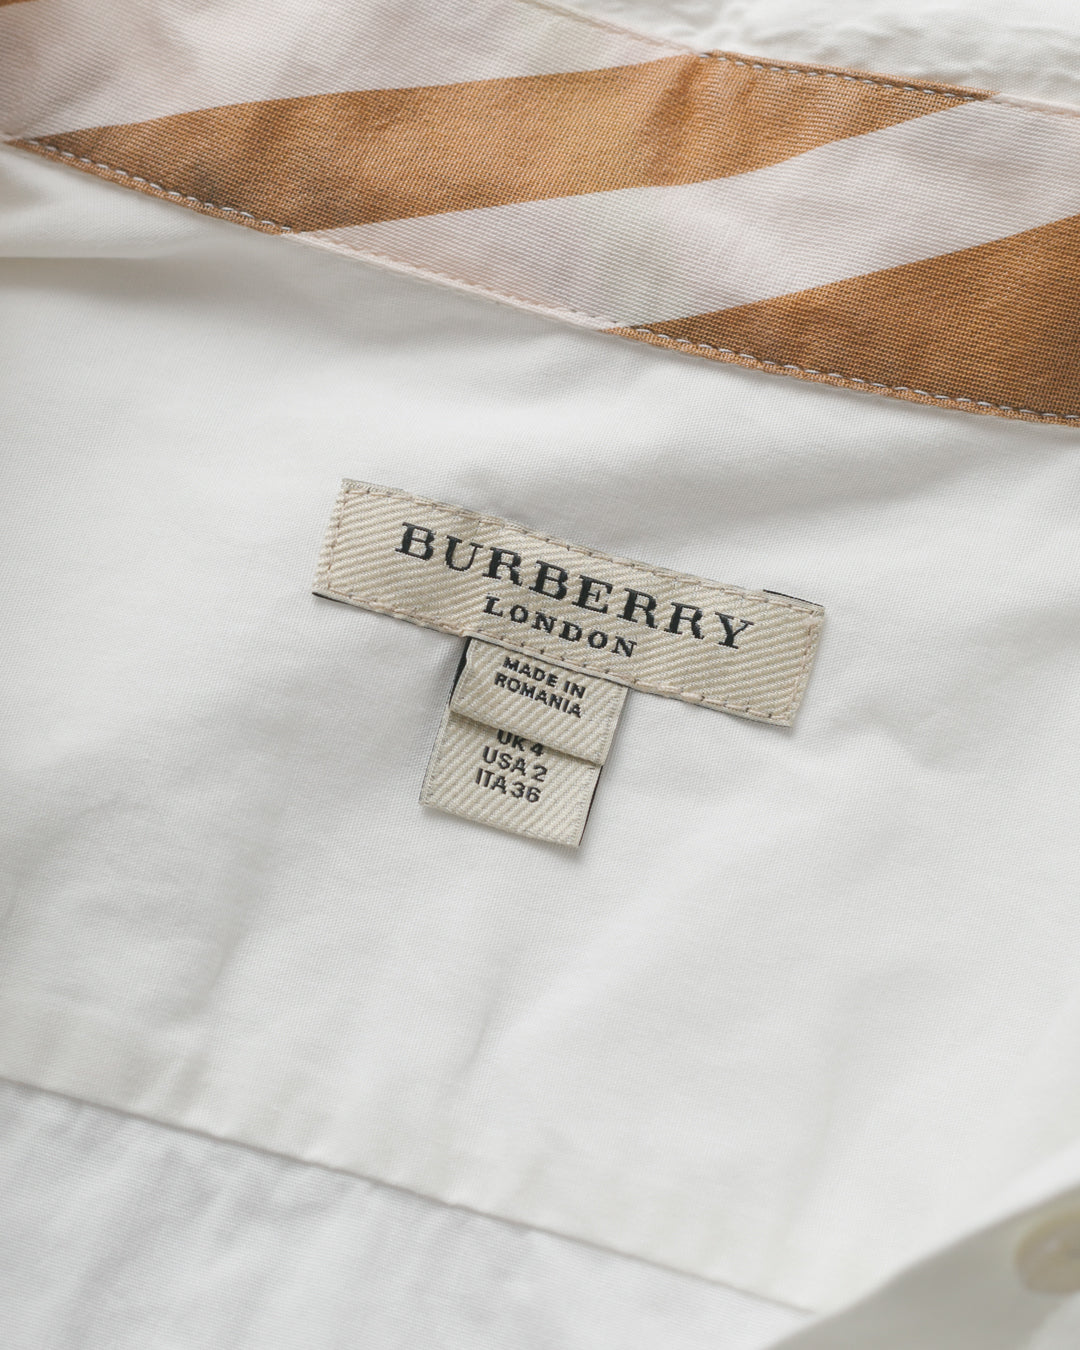 BURBERRY
LONDON
MADE IN
ROMANIA
UK 4
USA 2
ITA 36